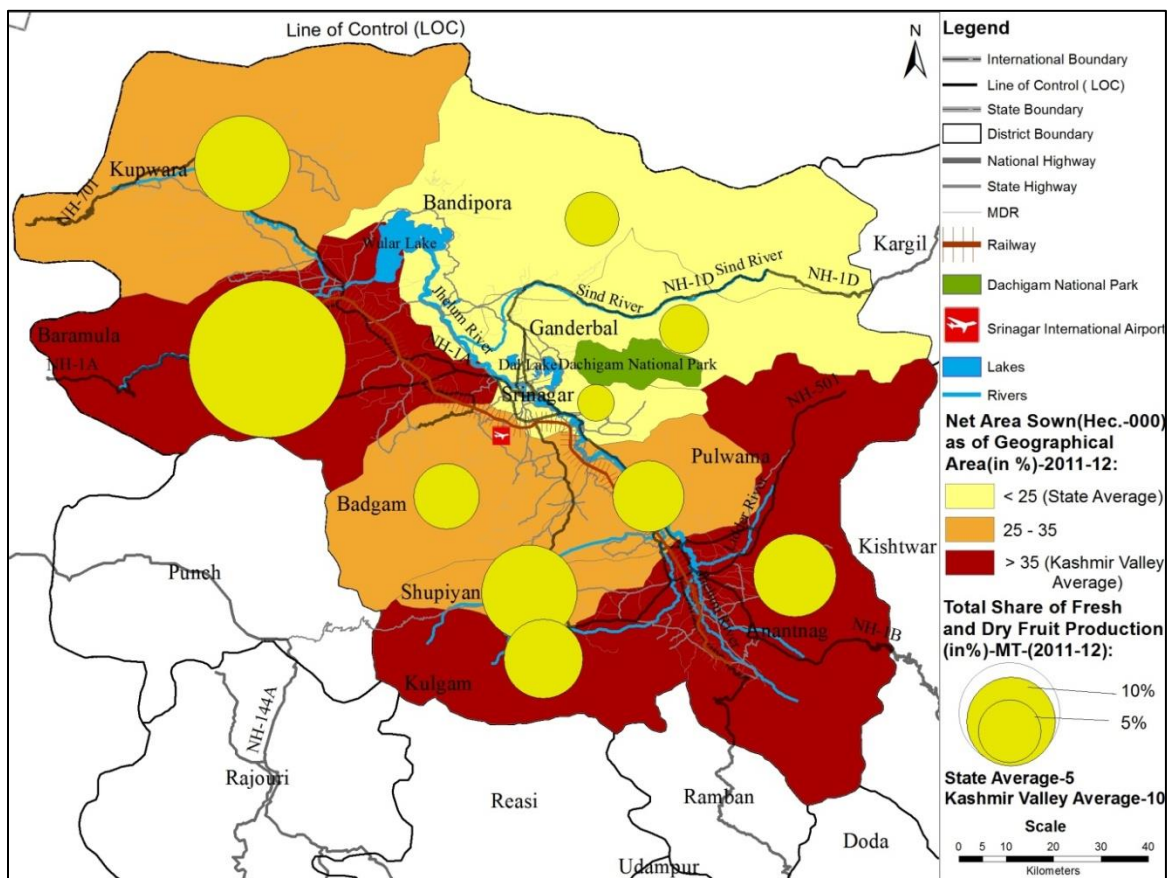 Line of Control (LOC)
N
Kupwara
NH-701
Bandipora
Wular Lake
Kargil
Sind River
NH-1D
NH-1D
Sind River
Jhelum River
Baramula
NH-1A
NH-1A
Ganderbal
Dal Lake
Dachigam National Park
Srinagar
NH-501
Pulwama
Badgam
Kishtwar
Punch
Shupiyan
Anantnag
NH-1B
Kulgam
NH-144A
Rajouri
Reasi
Ramban
Doda
Udampur
Legend
International Boundary
Line of Control ( LOC)
State Boundary
District Boundary
National Highway
State Highway
MDR
Railway
Dachigam National Park
Srinagar International Airport
Lakes
Rivers
Net Area Sown(Hec.-000)
as of Geographical
Area(in %)-2011-12:
< 25 (State Average)
25 - 35
> 35 (Kashmir Valley
Average)
Total Share of Fresh
and Dry Fruit Production
(in%)-MT-(2011-12):
10%
5%
State Average-5
Kashmir Valley Average-10
Scale
0 5 10 20 30 40
Kilometers